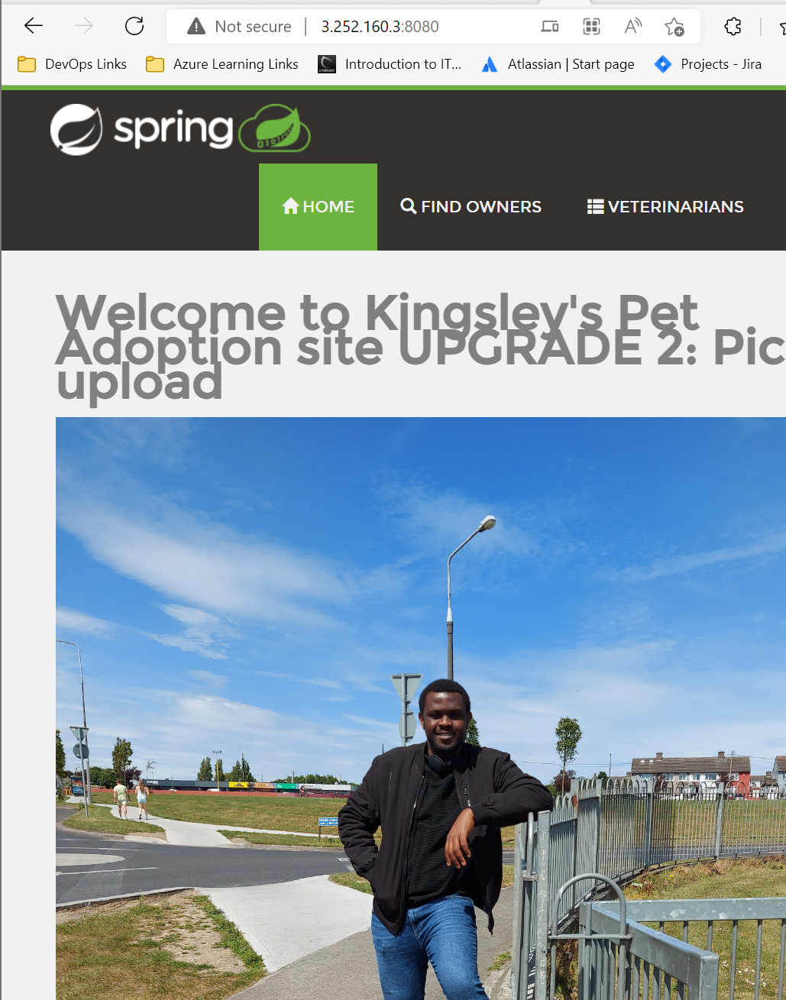 Not secure | 3.252.160.3:8080
DevOps Links Azure Learning Links Introduction to IT... Atlassian | Start page Projects - Jira
spring
HOME FIND OWNERS VETERINARIANS
Welcome to Kingsley's Pet
Adoption site UPGRADE 2: Pic
upload